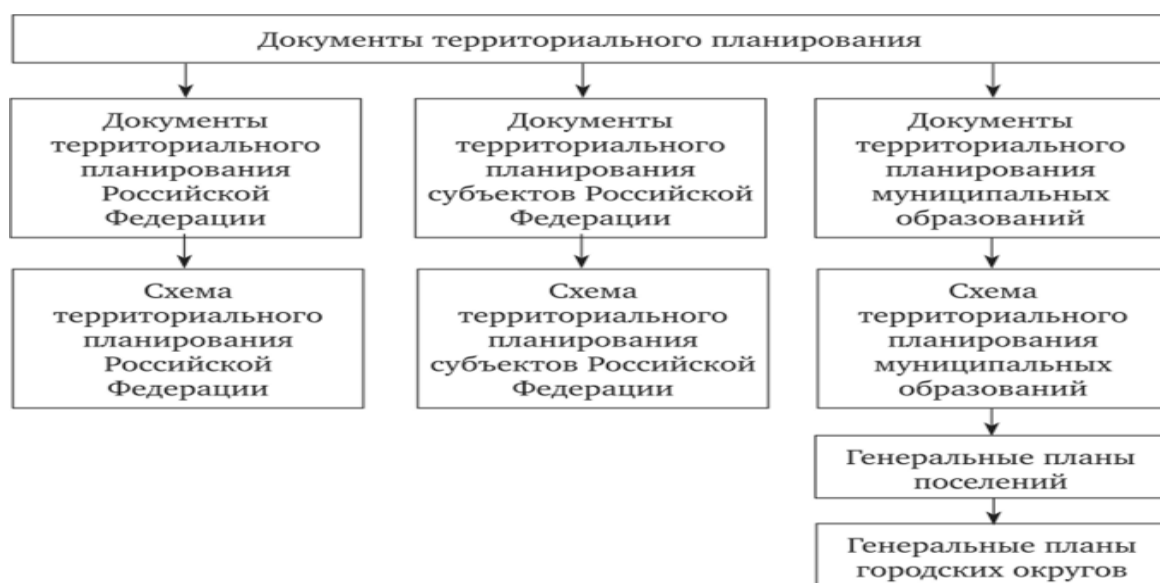 Документы территориального планирования
Документы
территориального
планирования
Российской
Федерации
Документы
территориального
планирования
субъектов Российской
Федерации
Документы
территориального
планирования
муниципальных
образований
Схема
территориального
планирования
Российской
Федерации
Схема
территориального
планирования
субъектов Российской
Федерации
Схема
территориального
планирования
муниципальных
образований
Генеральные планы
поселений
Генеральные планы
городских округов